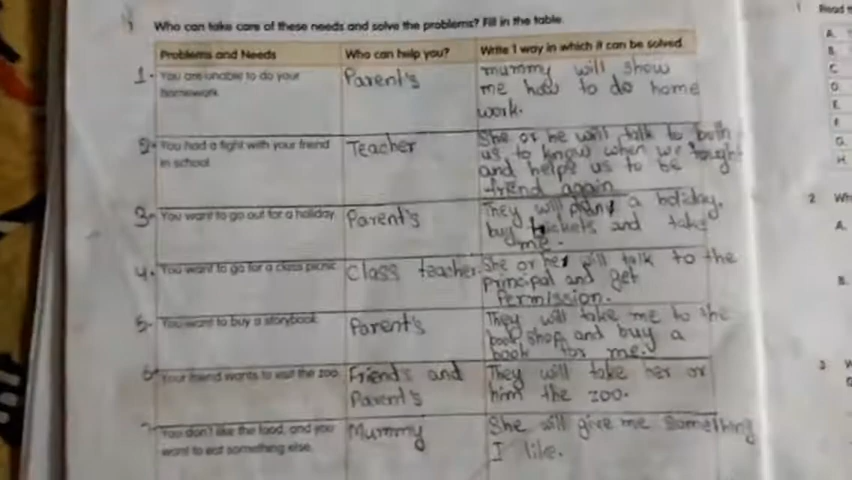 1 Who can take care of these needs and solve the problems? Fill in the table.
Problems and Needs Who can help you? Write 1 way in which it can be solved
1. You are unable to do your homework. Parent's mummy will show
me how to do home
work.
2. You had a fight with your friend in school. Teacher She or he will talk to both
us to know when we fought
and helps us to be
friend again
3. You want to go out for a holiday. Parent's They will plan a holiday,
buy tickets and take
me.
4. You want to go for a class picnic. Class teacher She or her will talk to the
principal and get
Permission.
5. You want to buy a storybook. Parent's They will take me to the
book shop and buy a
book for me.
6 Your friend wants to visit the zoo. Friend's and They will take her or
Parent's him the zoo.
7 You don't like the food, and you Mummy She will give me something
want to eat something else. I like.
1 Read
A.
B.
C
D
E
F
G.
H.
2 Wh
A.
B.
3